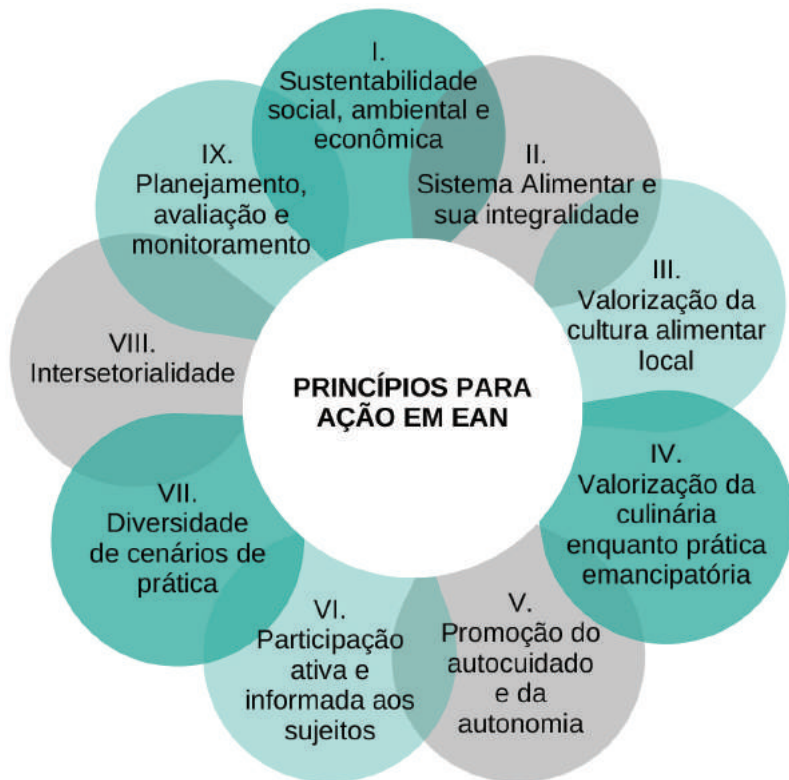 PRINCÍPIOS PARA
AÇÃO EM EAN
I.
Sustentabilidade
social, ambiental e
econômica
II.
Sistema Alimentar e
sua integralidade
III.
Valorização da
cultura alimentar
local
IV.
Valorização da
culinária
enquanto prática
emancipatória
V.
Promoção do
autocuidado
e da
autonomia
VI.
Participação
ativa e
informada aos
sujeitos
VII.
Diversidade
de cenários de
prática
VIII.
Intersetorialidade
IX.
Planejamento,
avaliação e
monitoramento